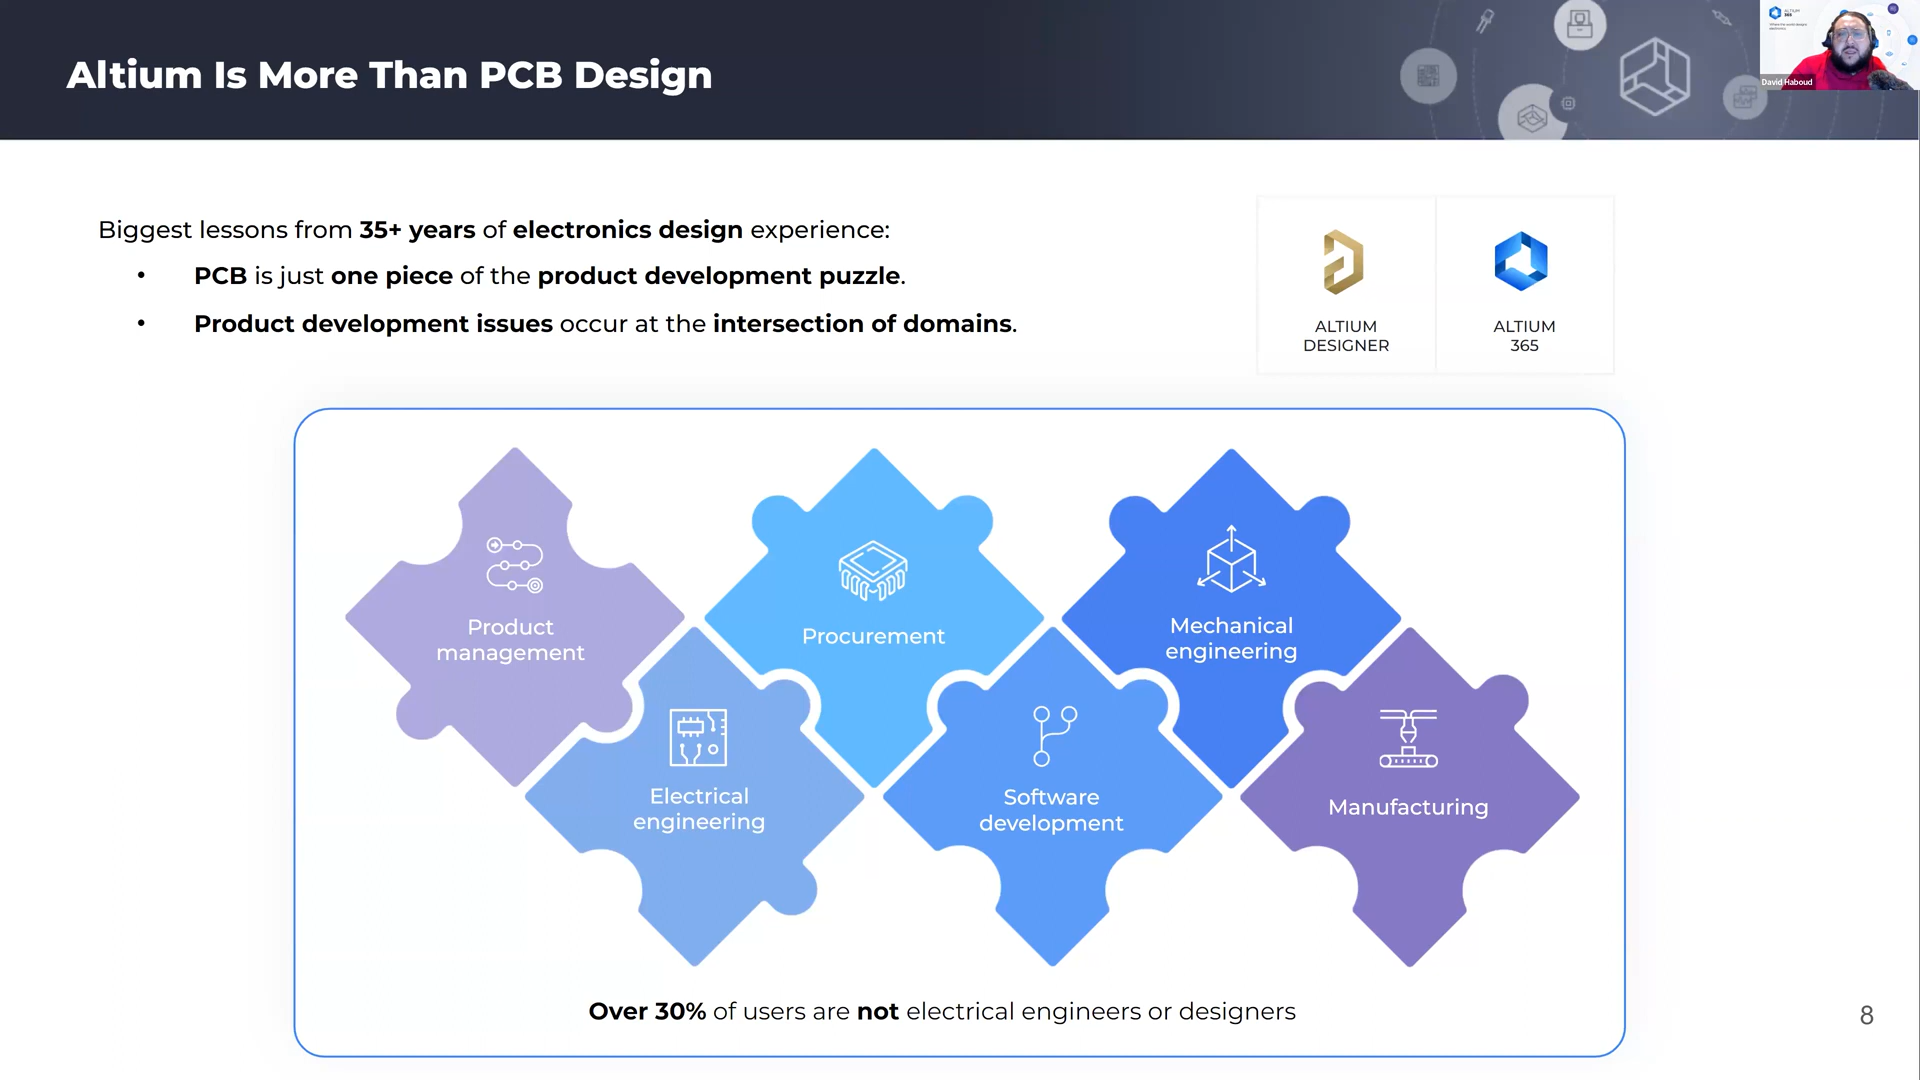 Altium Is More Than PCB Design
ALTIUM
365
David Haboud
Biggest lessons from 35+ years of electronics design experience:
• PCB is just one piece of the product development puzzle.
• Product development issues occur at the intersection of domains.
ALTIUM
DESIGNER
ALTIUM
365
Product
management
Procurement
Mechanical
engineering
Electrical
engineering
Software
development
Manufacturing
Over 30% of users are not electrical engineers or designers
8